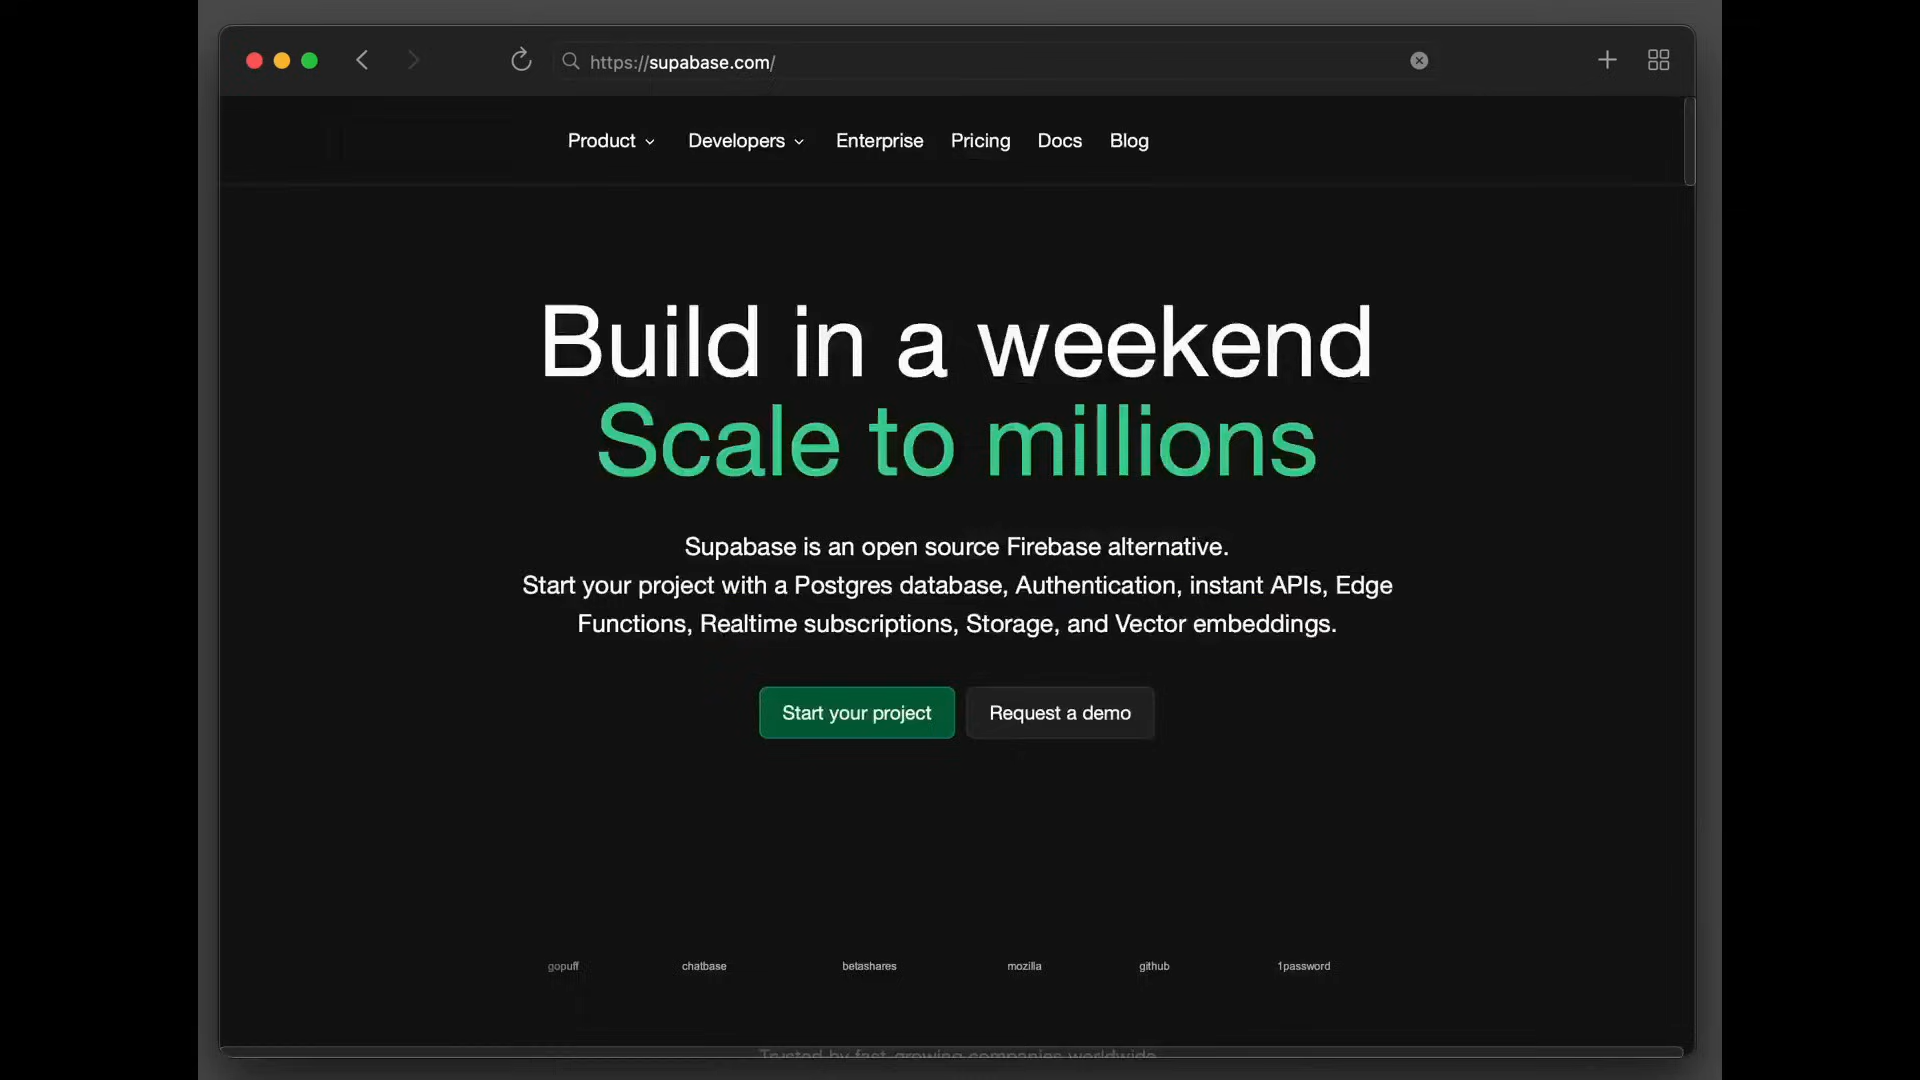 https://supabase.com/
Product
Developers
Enterprise
Pricing
Docs
Blog
Build in a weekend
Scale to millions
Supabase is an open source Firebase alternative.
Start your project with a Postgres database, Authentication, instant APIs, Edge
Functions, Realtime subscriptions, Storage, and Vector embeddings.
Start your project
Request a demo
gopuff
chatbase
betashares
mozilla
github
1password
Trusted by fast-growing companies worldwide